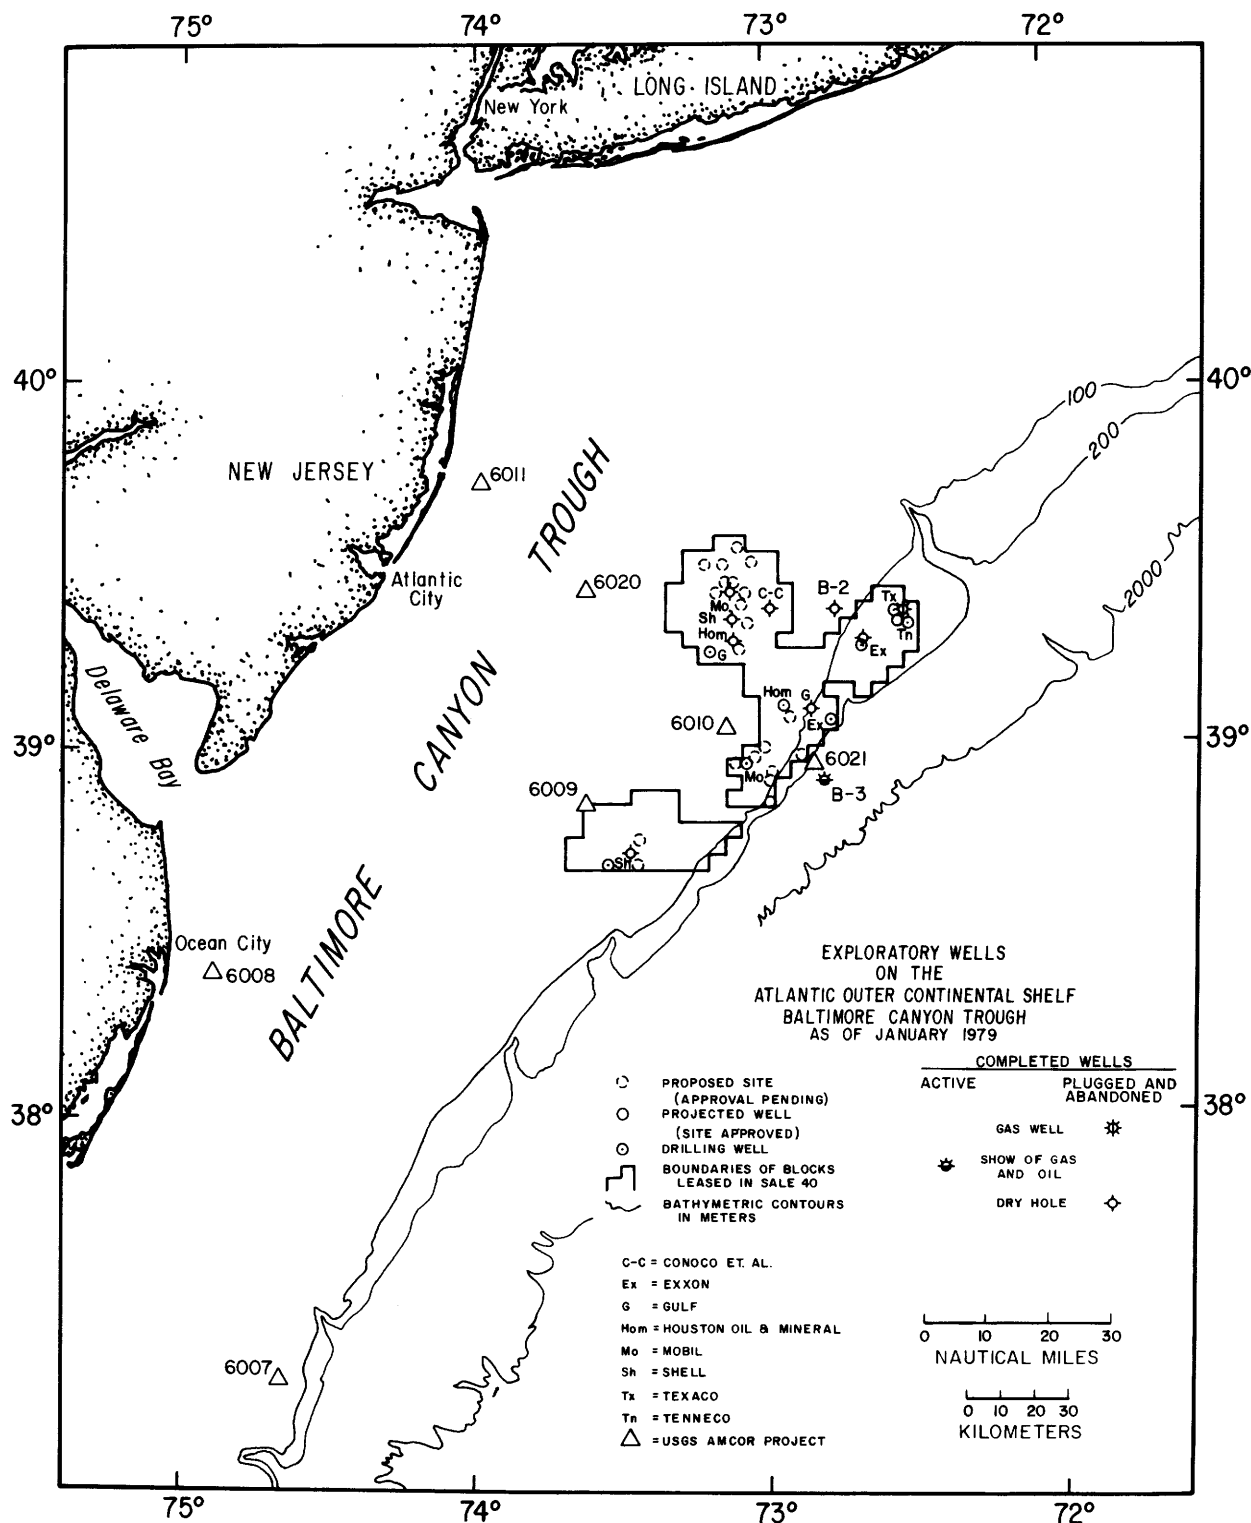 75° 74° 73° 72°
LONG ISLAND
New York
40° 40°
100
200
NEW JERSEY
6011
TROUGH
2000
Atlantic
City
6020
C-C
B-2
Tx
Mo
Sh
Tn
Hom
Ex
G
CANYON
Delaware Bay
Hom
G
6010
Ex
39° 39°
6021
Mo
6009
B-3
Sh
BALTIMORE
Ocean City
6008
EXPLORATORY WELLS
ON THE
ATLANTIC OUTER CONTINENTAL SHELF
BALTIMORE CANYON TROUGH
AS OF JANUARY 1979
COMPLETED WELLS
ACTIVE PLUGGED AND
ABANDONED
GAS WELL
SHOW OF GAS
AND OIL
DRY HOLE
PROPOSED SITE
(APPROVAL PENDING)
PROJECTED WELL
(SITE APPROVED)
DRILLING WELL
BOUNDARIES OF BLOCKS
LEASED IN SALE 40
BATHYMETRIC CONTOURS
IN METERS
38° 38°
C-C = CONOCO ET. AL.
Ex = EXXON
G = GULF
Hom = HOUSTON OIL & MINERAL
Mo = MOBIL
Sh = SHELL
Tx = TEXACO
Tn = TENNECO
= USGS AMCOR PROJECT
0 10 20 30
NAUTICAL MILES
0 10 20 30
KILOMETERS
6007
75° 74° 73° 72°